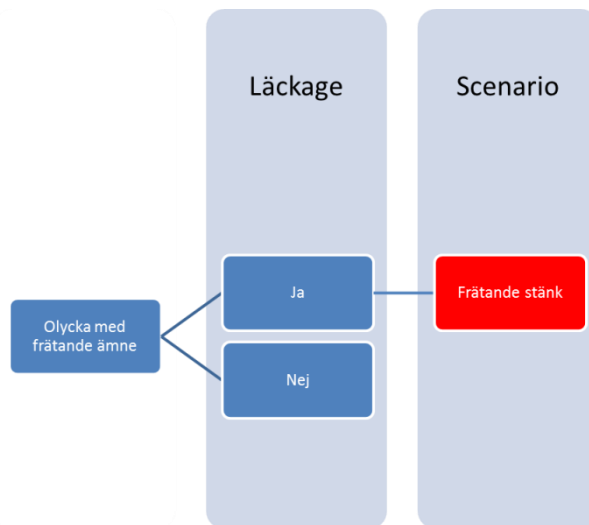 Läckage
Scenario
Ja
Frätande stänk
Olycka med
frätande ämne
Nej